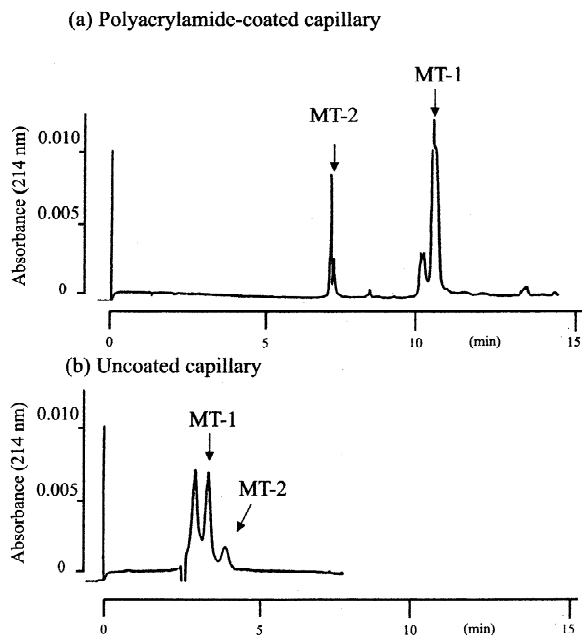 (a) Polyacrylamide-coated capillary
MT-1
MT-2
Absorbance (214 nm)
0.010
0.005
0
0 5 10 (min) 15
(b) Uncoated capillary
MT-1
MT-2
Absorbance (214 nm)
0.010
0.005
0
0 5 10 (min) 15